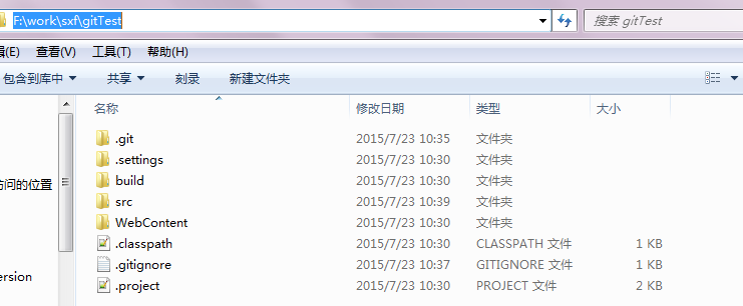 F:\work\sxf\gitTest 搜索 gitTest
(E) 查看(V) 工具(T) 帮助(H)
包含到库中 共享 刻录 新建文件夹
名称 修改日期 类型 大小
.git 2015/7/23 10:35 文件夹
.settings 2015/7/23 10:30 文件夹
build 2015/7/23 10:30 文件夹
src 2015/7/23 10:39 文件夹
WebContent 2015/7/23 10:30 文件夹
.classpath 2015/7/23 10:30 CLASSPATH 文件 1 KB
.gitignore 2015/7/23 10:37 GITIGNORE 文件 1 KB
.project 2015/7/23 10:30 PROJECT 文件 2 KB
访问的位置
ersion